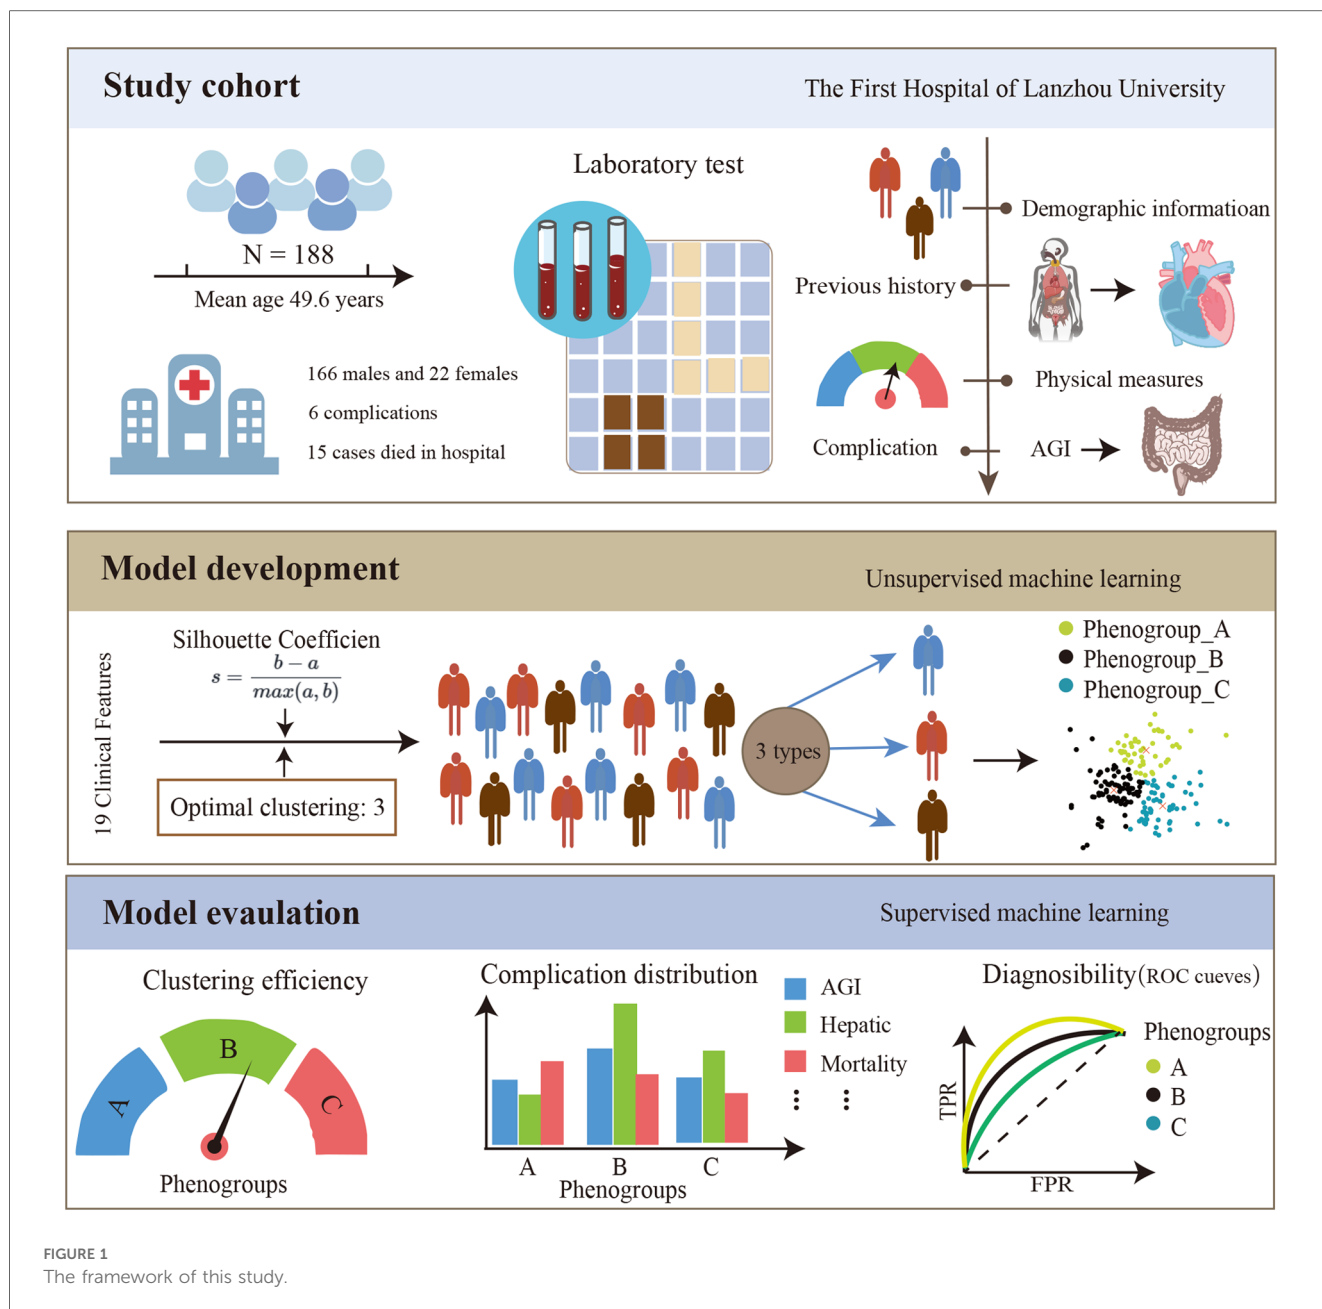 Study cohort
The First Hospital of Lanzhou University
N = 188
Mean age 49.6 years
166 males and 22 females
6 complications
15 cases died in hospital
Laboratory test
Demographic informatioan
Previous history
Physical measures
Complication
AGI
Model development
Unsupervised machine learning
19 Clinical Features
Silhouette Coefficien
s = b − a / max(a, b)
Optimal clustering: 3
3 types
Phenogroup_A
Phenogroup_B
Phenogroup_C
Model evaulation
Supervised machine learning
Clustering efficiency
A
B
C
Phenogroups
Complication distribution
AGI
Hepatic
Mortality
A B C
Phenogroups
Diagnosibility(ROC cueves)
TPR
FPR
Phenogroups
A
B
C
FIGURE 1
The framework of this study.